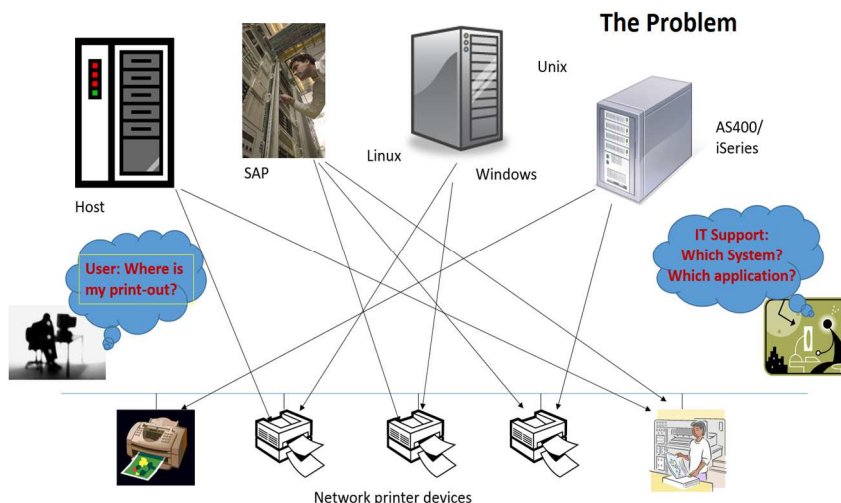 The Problem
Unix
AS400/
iSeries
Linux
SAP
Windows
Host
User: Where is
my print-out?
IT Support:
Which System?
Which application?
Network printer devices